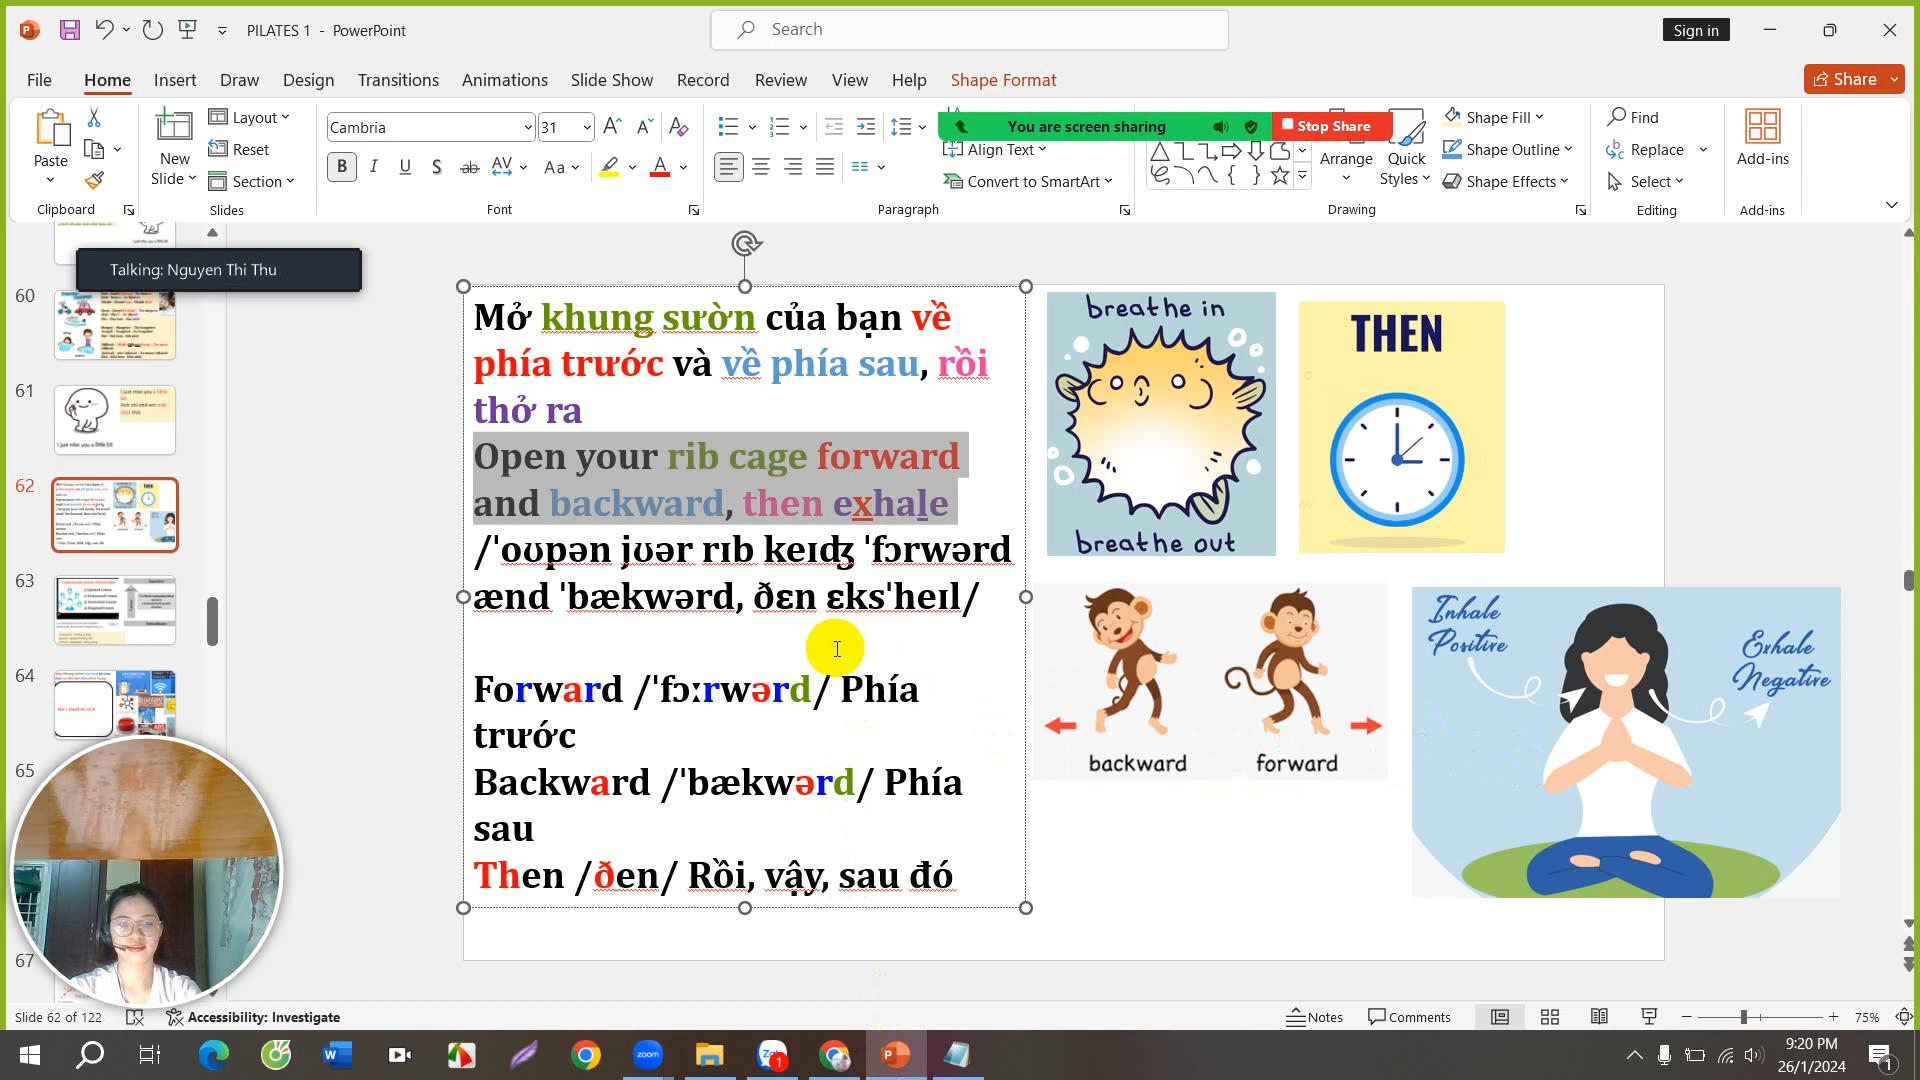 PILATES 1 - PowerPoint
Search
Sign in
File Home Insert Draw Design Transitions Animations Slide Show Record Review View Help Shape Format
Share
Paste
New Slide
Layout
Reset
Section
Cambria
31
You are screen sharing
Stop Share
Align Text
Convert to SmartArt
Arrange
Quick Styles
Shape Fill
Shape Outline
Shape Effects
Find
Replace
Select
Add-ins
Clipboard
Slides
Font
Paragraph
Drawing
Editing
Add-ins
Talking: Nguyen Thi Thu
60
61
62
63
64
65
67
Mở khung sườn của bạn về
phía trước và về phía sau, rồi
thở ra
Open your rib cage forward
and backward, then exhale
/ˈoʊpən jʊər rɪb keɪʤ ˈfɔrwərd
ænd ˈbækwərd, ðɛn ɛksˈheɪl/
Forward /ˈfɔːrwərd/ Phía
trước
Backward /ˈbækwərd/ Phía
sau
Then /ðen/ Rồi, vậy, sau đó
breathe in
breathe out
THEN
backward
forward
Inhale
Positive
Exhale
Negative
Slide 62 of 122
Accessibility: Investigate
Notes
Comments
75%
zoom
9:20 PM
26/1/2024